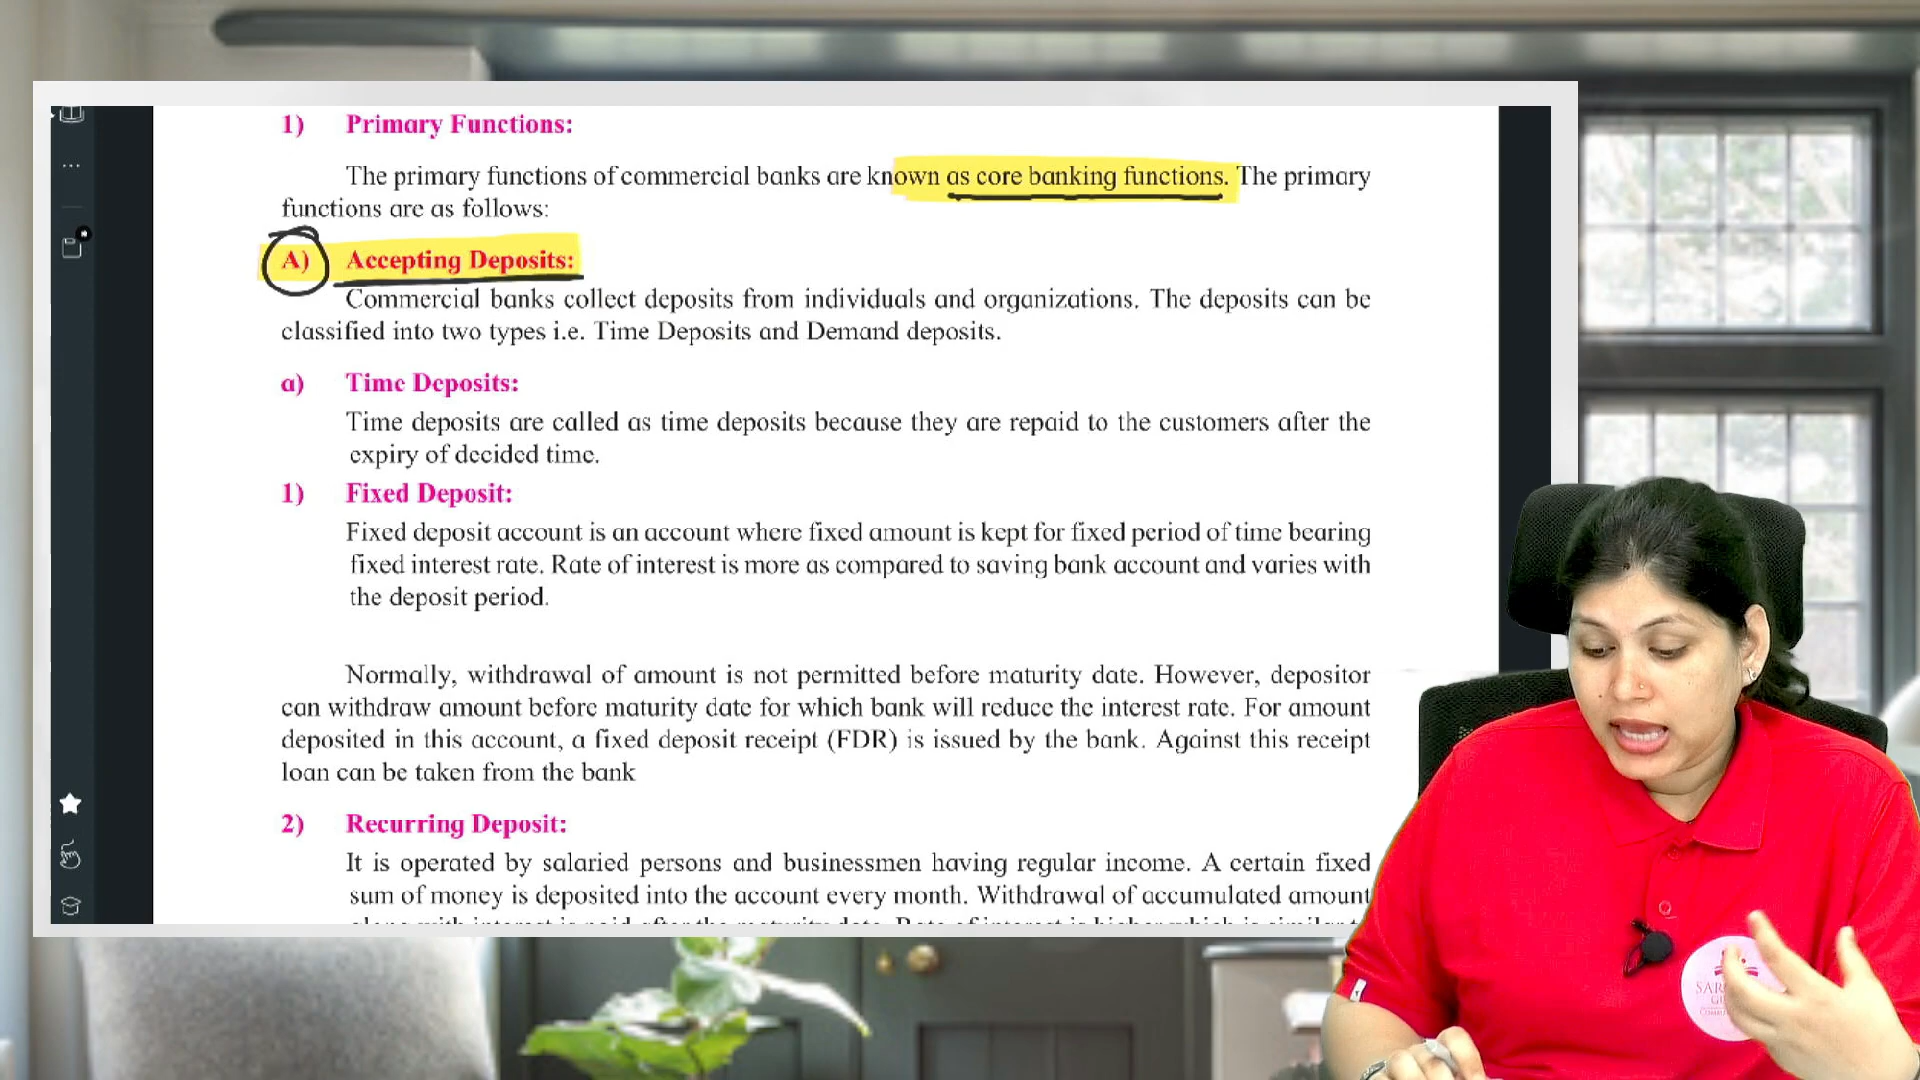 1) Primary Functions:
The primary functions of commercial banks are known as core banking functions. The primary
functions are as follows:
A) Accepting Deposits:
Commercial banks collect deposits from individuals and organizations. The deposits can be
classified into two types i.e. Time Deposits and Demand deposits.
a) Time Deposits:
Time deposits are called as time deposits because they are repaid to the customers after the
expiry of decided time.
1) Fixed Deposit:
Fixed deposit account is an account where fixed amount is kept for fixed period of time bearing
fixed interest rate. Rate of interest is more as compared to saving bank account and varies with
the deposit period.
Normally, withdrawal of amount is not permitted before maturity date. However, depositor
can withdraw amount before maturity date for which bank will reduce the interest rate. For amount
deposited in this account, a fixed deposit receipt (FDR) is issued by the bank. Against this receipt
loan can be taken from the bank
2) Recurring Deposit:
It is operated by salaried persons and businessmen having regular income. A certain fixed
sum of money is deposited into the account every month. Withdrawal of accumulated amount